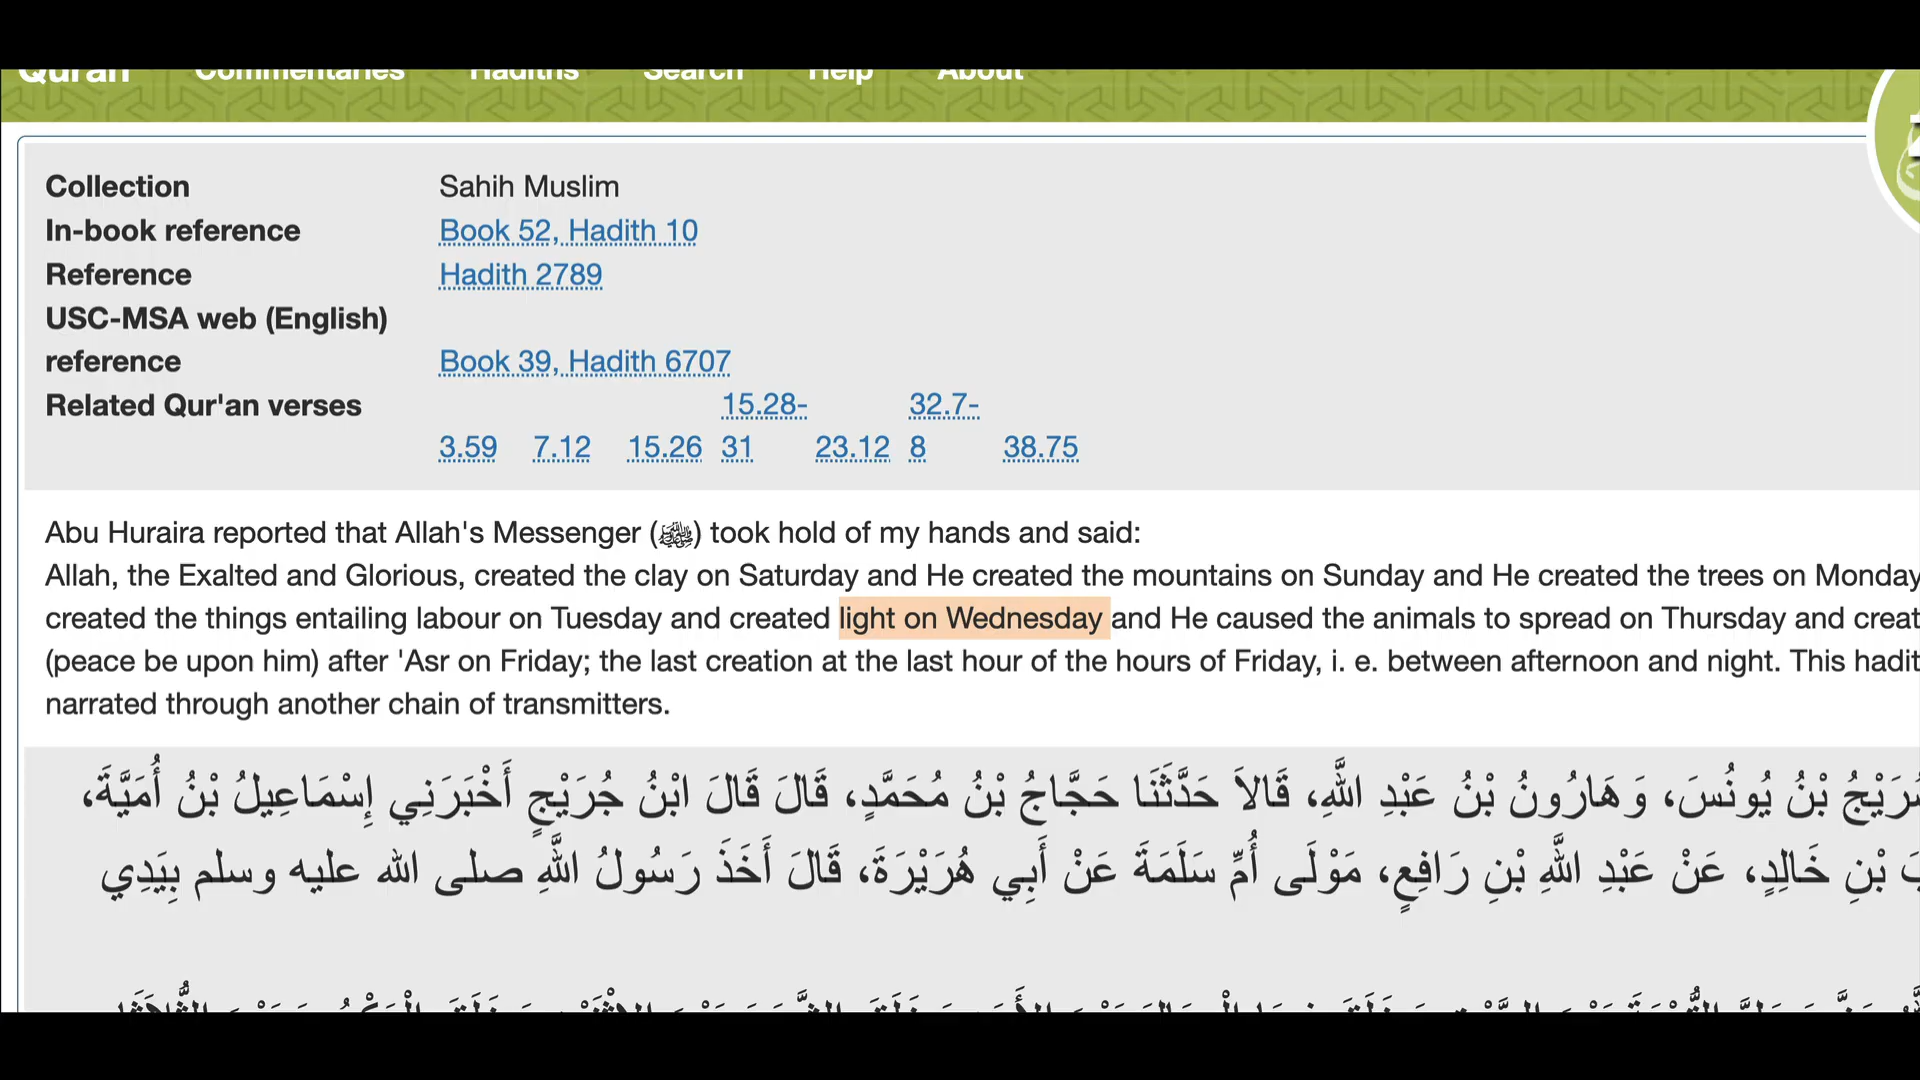 Quran Commentaries Hadiths Search Help About
Collection Sahih Muslim
In-book reference Book 52, Hadith 10
Reference Hadith 2789
USC-MSA web (English)
reference Book 39, Hadith 6707
Related Qur'an verses 15.28- 32.7-
3.59 7.12 15.26 31 23.12 8 38.75
Abu Huraira reported that Allah's Messenger (ﷺ) took hold of my hands and said:
Allah, the Exalted and Glorious, created the clay on Saturday and He created the mountains on Sunday and He created the trees on Monday
created the things entailing labour on Tuesday and created light on Wednesday and He caused the animals to spread on Thursday and creat
(peace be upon him) after 'Asr on Friday; the last creation at the last hour of the hours of Friday, i. e. between afternoon and night. This hadit
narrated through another chain of transmitters.
بْنُ يُونُسَ، وَهَارُونُ بْنُ عَبْدِ اللَّهِ، قَالاَ حَدَّثَنَا حَجَّاجُ بْنُ مُحَمَّدٍ، قَالَ قَالَ ابْنُ جُرَيْجٍ أَخْبَرَنِي إِسْمَاعِيلُ بْنُ أُمَيَّةَ،
بْنِ خَالِدٍ، عَنْ عَبْدِ اللَّهِ بْنِ رَافِعٍ، مَوْلَى أُمِّ سَلَمَةَ عَنْ أَبِي هُرَيْرَةَ، قَالَ أَخَذَ رَسُولُ اللَّهِ صلى الله عليه وسلم بِيَدِي